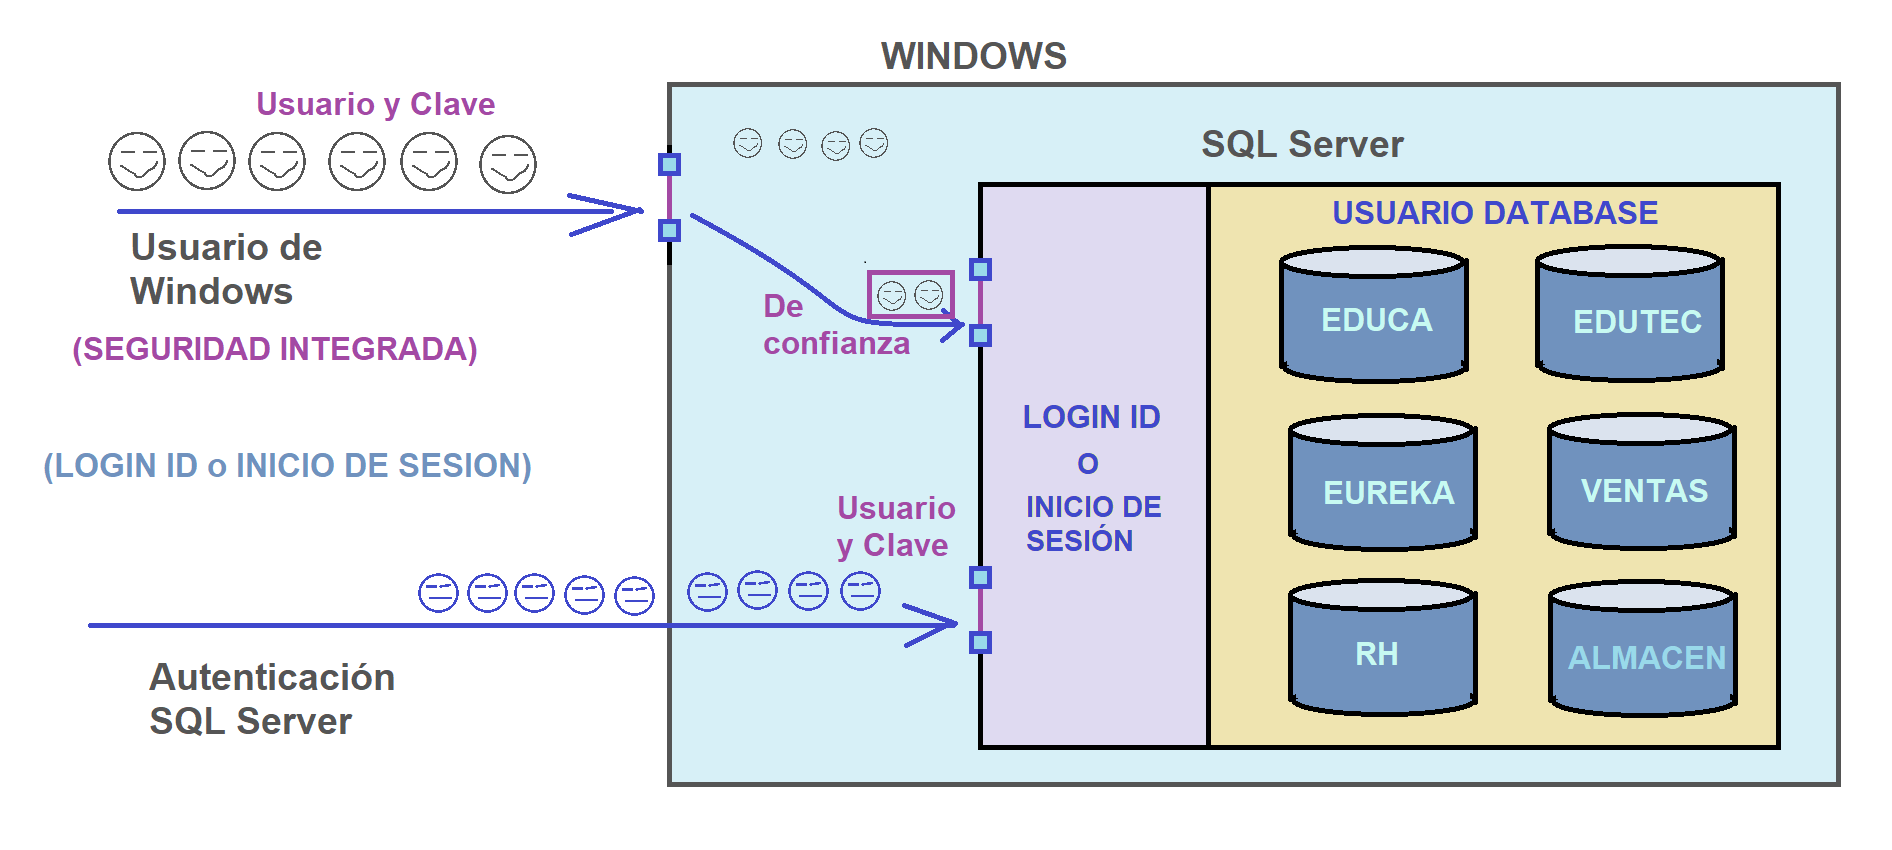 WINDOWS
Usuario y Clave
SQL Server
Usuario de
Windows
(SEGURIDAD INTEGRADA)
De
confianza
(LOGIN ID o INICIO DE SESION)
Usuario
y Clave
Autenticación
SQL Server
LOGIN ID
O
INICIO DE
SESIÓN
USUARIO DATABASE
EDUCA
EDUTEC
EUREKA
VENTAS
RH
ALMACEN